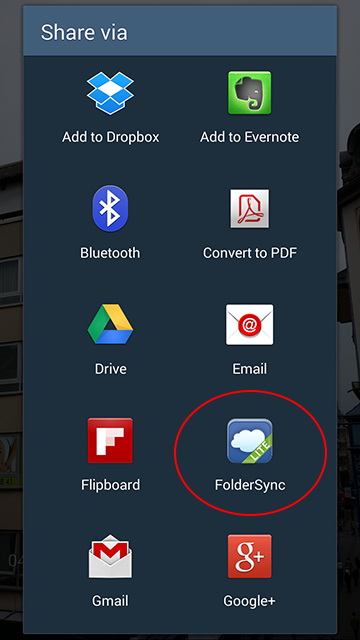 Share via
Add to Dropbox
Add to Evernote
Bluetooth
Convert to PDF
Drive
Email
Flipboard
LITE
FolderSync
Gmail
g+
Google+